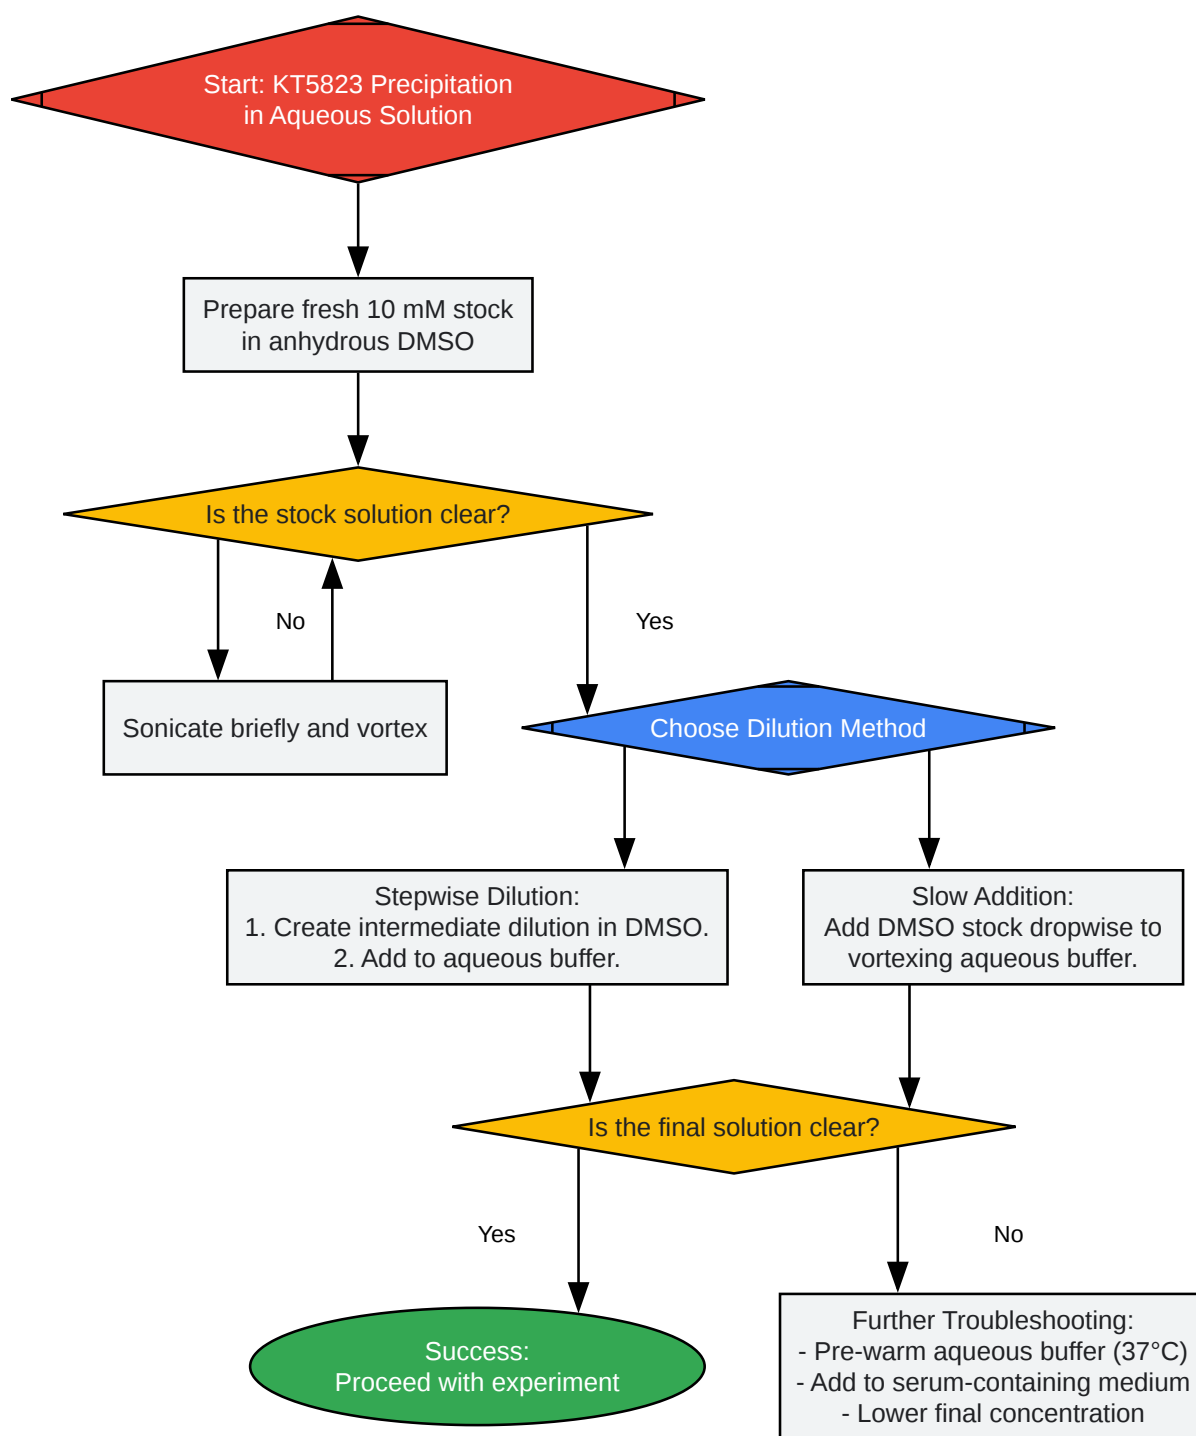 Start: KT5823 Precipitation
in Aqueous Solution
Prepare fresh 10 mM stock
in anhydrous DMSO
Is the stock solution clear?
No
Yes
Sonicate briefly and vortex
Choose Dilution Method
Stepwise Dilution:
1. Create intermediate dilution in DMSO.
2. Add to aqueous buffer.
Slow Addition:
Add DMSO stock dropwise to
vortexing aqueous buffer.
Is the final solution clear?
Yes
No
Success:
Proceed with experiment
Further Troubleshooting:
- Pre-warm aqueous buffer (37°C)
- Add to serum-containing medium
- Lower final concentration